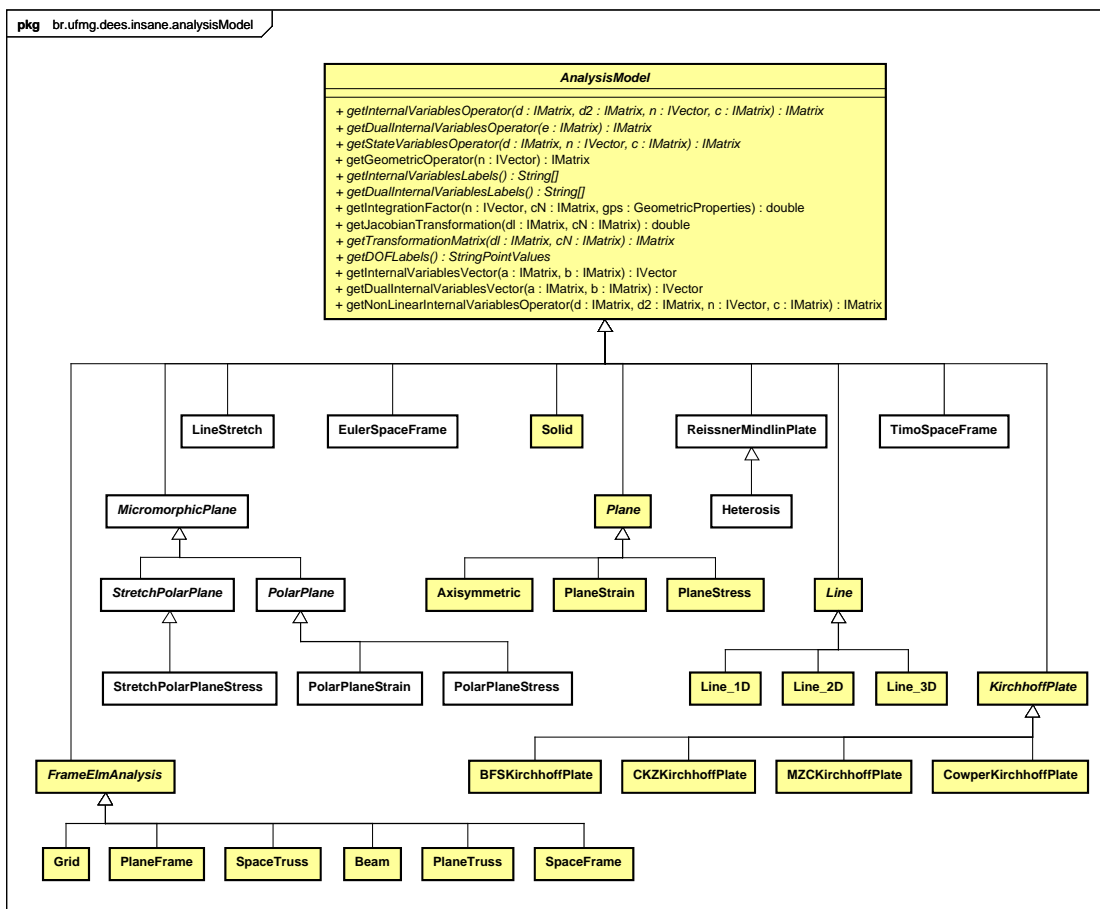 pkg br.ufmg.dees.insane.analysisModel
AnalysisModel
+ getInternalVariablesOperator(d : IMatrix, d2 : IMatrix, n : IVector, c : IMatrix) : IMatrix
+ getDualInternalVariablesOperator(e : IMatrix) : IMatrix
+ getStateVariablesOperator(d : IMatrix, n : IVector, c : IMatrix) : IMatrix
+ getGeometricOperator(n : IVector) : IMatrix
+ getInternalVariablesLabels() : String[]
+ getDualInternalVariablesLabels() : String[]
+ getIntegrationFactor(n : IVector, cN : IMatrix, gps : GeometricProperties) : double
+ getJacobianTransformation(dl : IMatrix, cN : IMatrix) : double
+ getTransformationMatrix(dl : IMatrix, cN : IMatrix) : IMatrix
+ getDOFLabels() : StringPointValues
+ getInternalVariablesVector(a : IMatrix, b : IMatrix) : IVector
+ getDualInternalVariablesVector(a : IMatrix, b : IMatrix) : IVector
+ getNonLinearInternalVariablesOperator(d : IMatrix, d2 : IMatrix, n : IVector, c : IMatrix) : IMatrix
LineStretch EulerSpaceFrame Solid ReissnerMindlinPlate TimoSpaceFrame
MicromorphicPlane Plane Heterosis
StretchPolarPlane PolarPlane Axisymmetric PlaneStrain PlaneStress Line
StretchPolarPlaneStress PolarPlaneStrain PolarPlaneStress Line_1D Line_2D Line_3D KirchhoffPlate
FrameElmAnalysis BFSKirchhoffPlate CKZKirchhoffPlate MZCKirchhoffPlate CowperKirchhoffPlate
Grid PlaneFrame SpaceTruss Beam PlaneTruss SpaceFrame